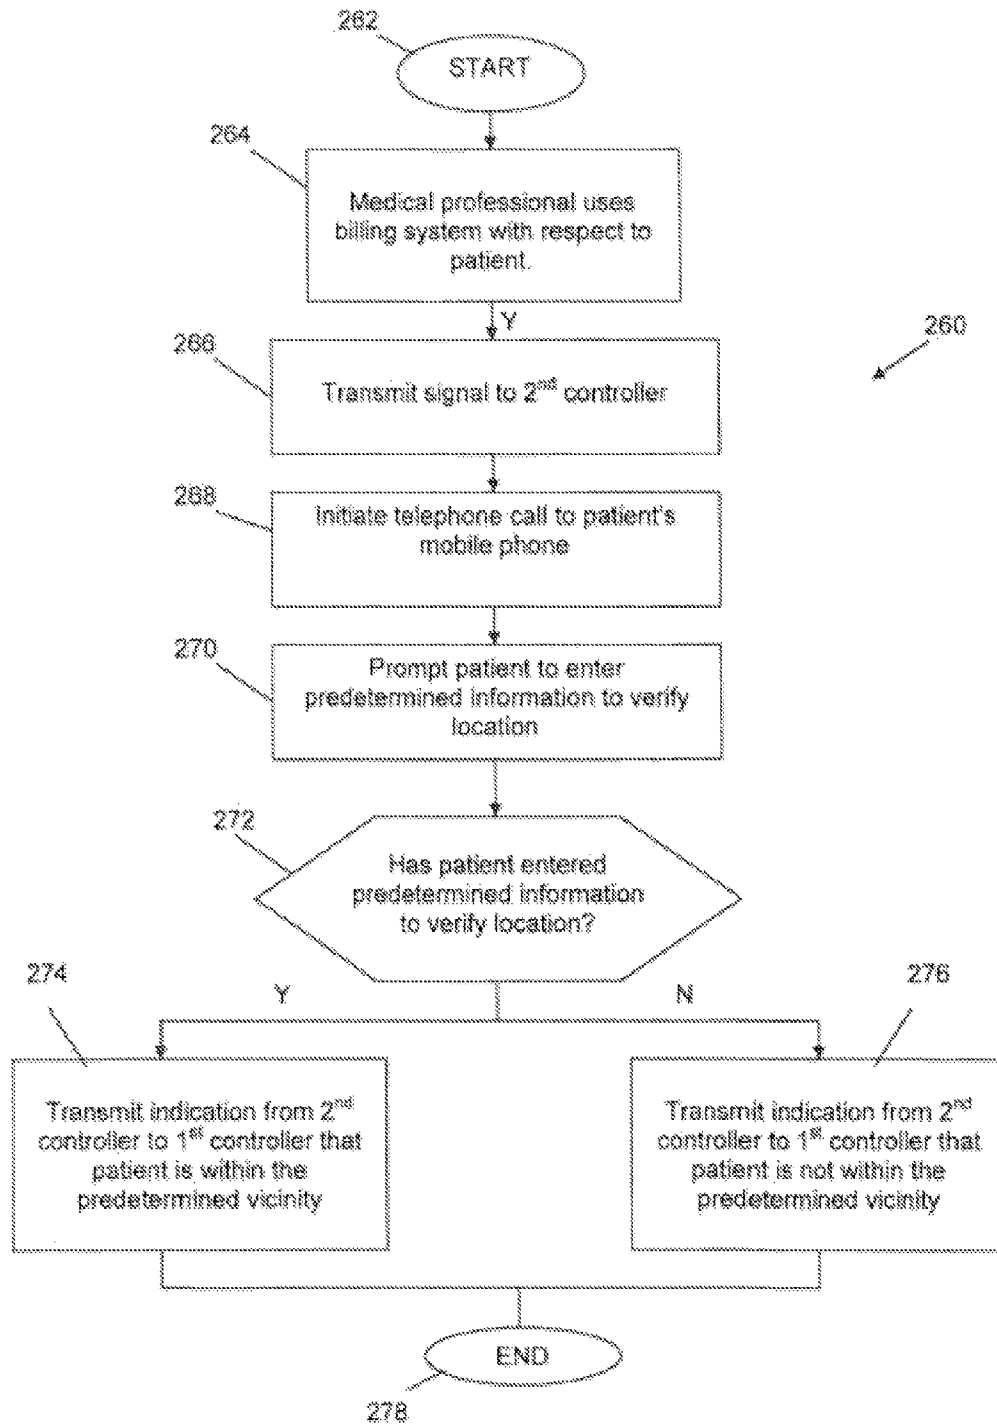 262
START
264
Medical professional uses
billing system with respect to
patient.
Y
260
266
Transmit signal to 2nd controller
268
Initiate telephone call to patient's
mobile phone
270
Prompt patient to enter
predetermined information to verify
location
272
Has patient entered
predetermined information
to verify location?
274
Y
N
276
Transmit indication from 2nd
controller to 1st controller that
patient is within the
predetermined vicinity
Transmit indication from 2nd
controller to 1st controller that
patient is not within the
predetermined vicinity
END
278